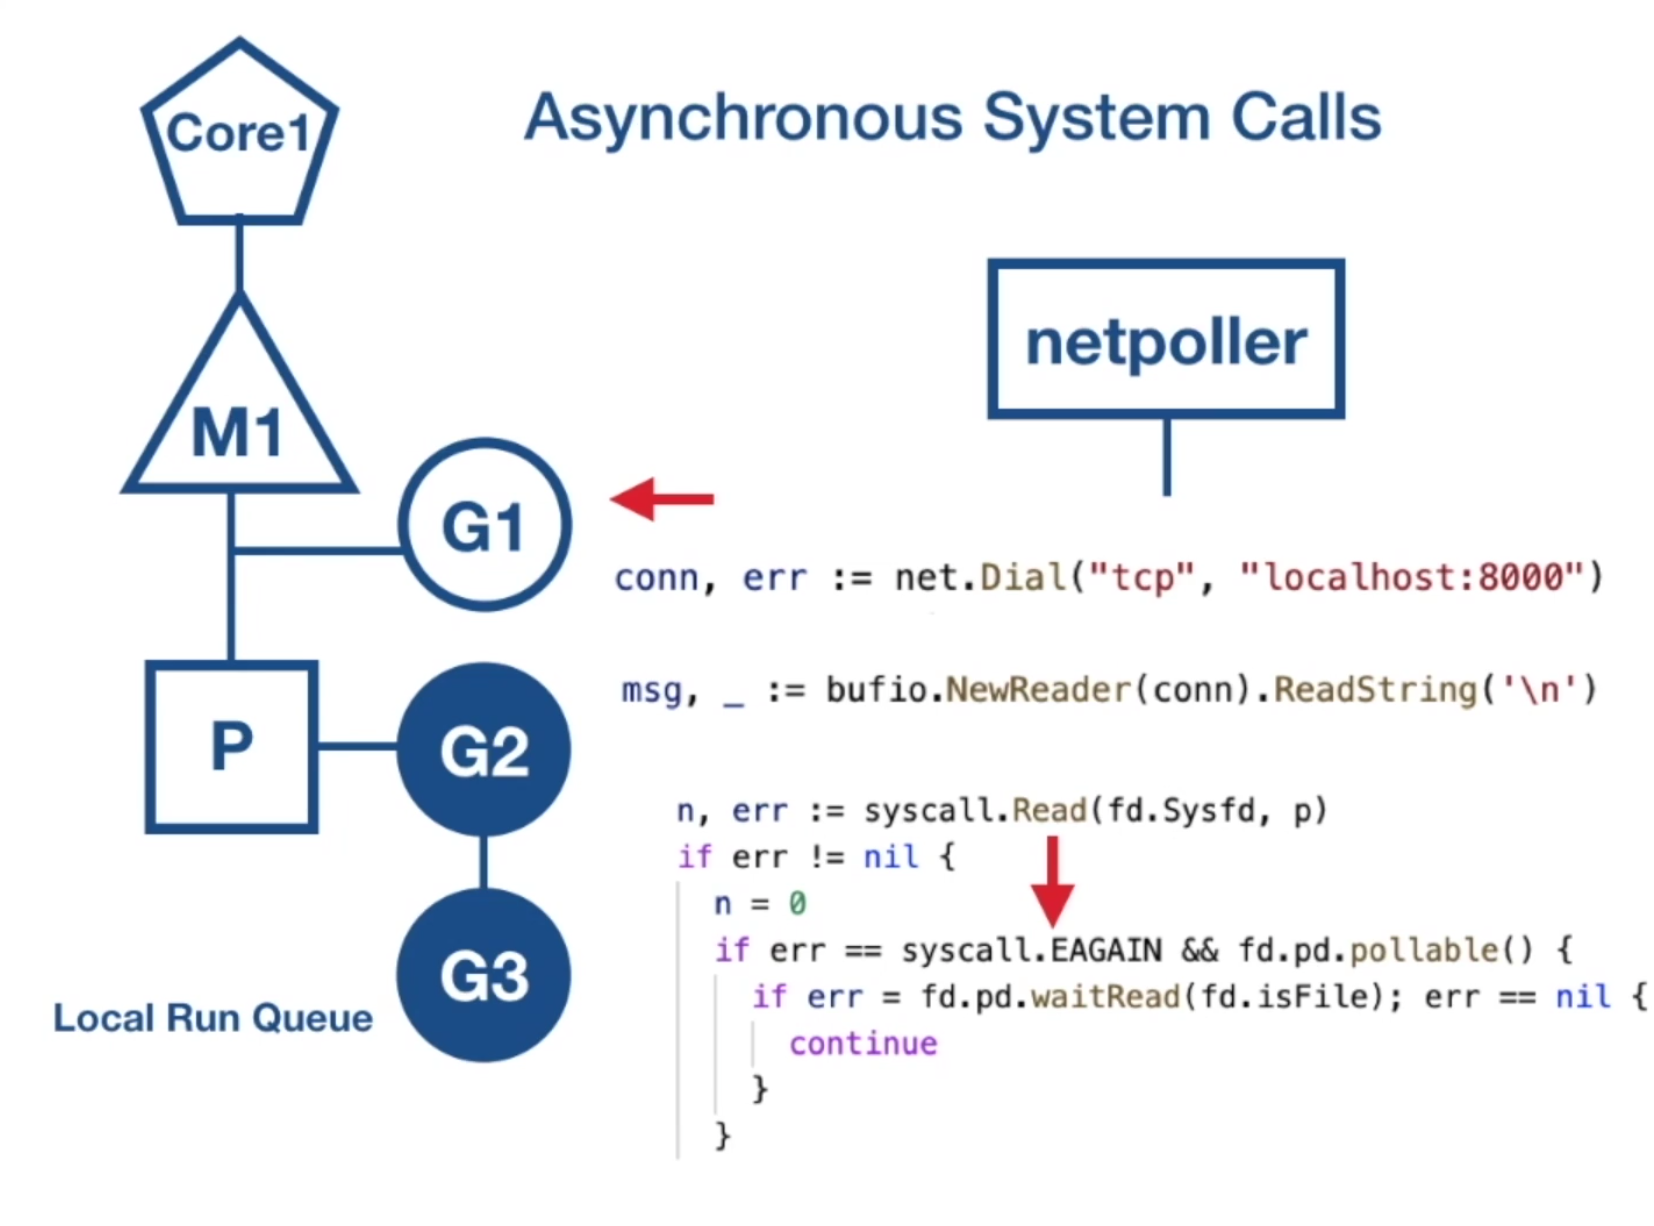 Asynchronous System Calls
Core1
M1
G1
P
G2
G3
Local Run Queue
netpoller
conn, err := net.Dial("tcp", "localhost:8000")
msg, _ := bufio.NewReader(conn).ReadString('\n')
n, err := syscall.Read(fd.Sysfd, p)
if err != nil {
n = 0
if err == syscall.EAGAIN && fd.pd.pollable() {
if err = fd.pd.waitRead(fd.isFile); err == nil {
continue
}
}